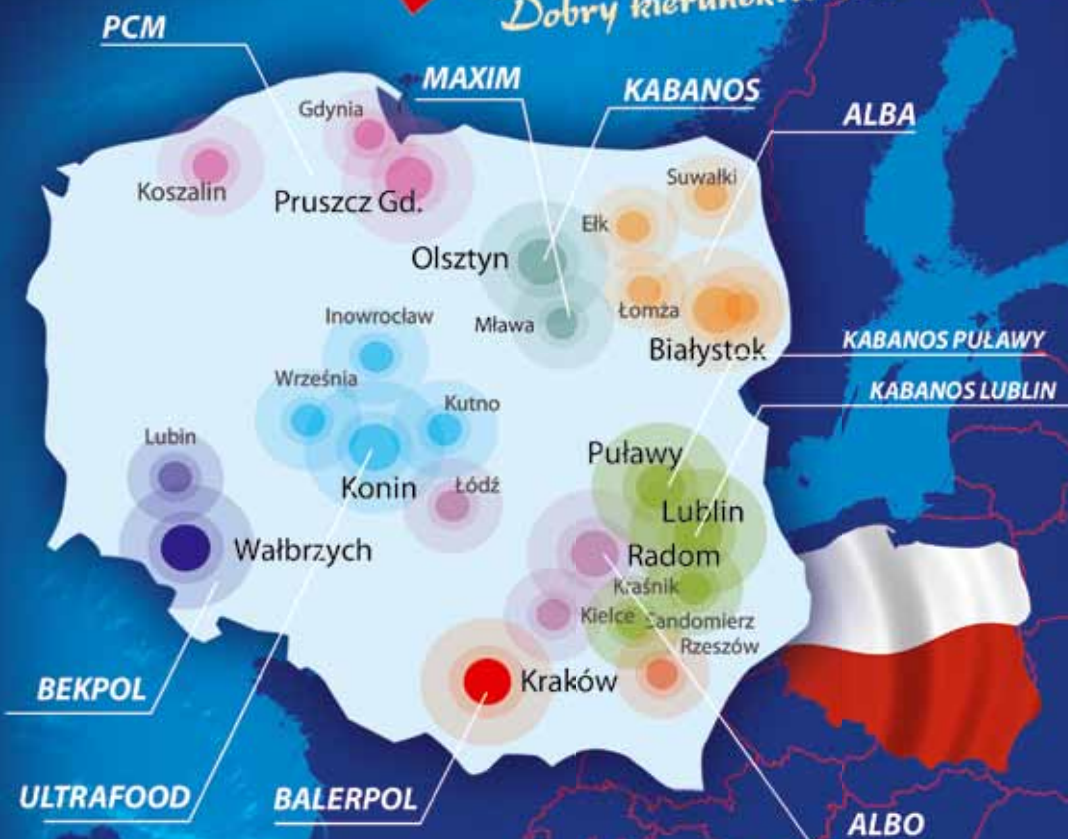 Dobry
PCM
MAXIM
KABANOS
ALBA
Gdynia
Koszalin
Pruszcz Gd.
Suwałki
Ełk
Olsztyn
Łomża
Mława
Białystok
Inowrocław
KABANOS PUŁAWY
Września
KABANOS LUBLIN
Kutno
Lubin
Puławy
Konin
Łódź
Lublin
Wałbrzych
Radom
Kraśnik
Kielce
Sandomierz
Rzeszów
Kraków
BEKPOL
ULTRAFOOD
BALERPOL
ALBO